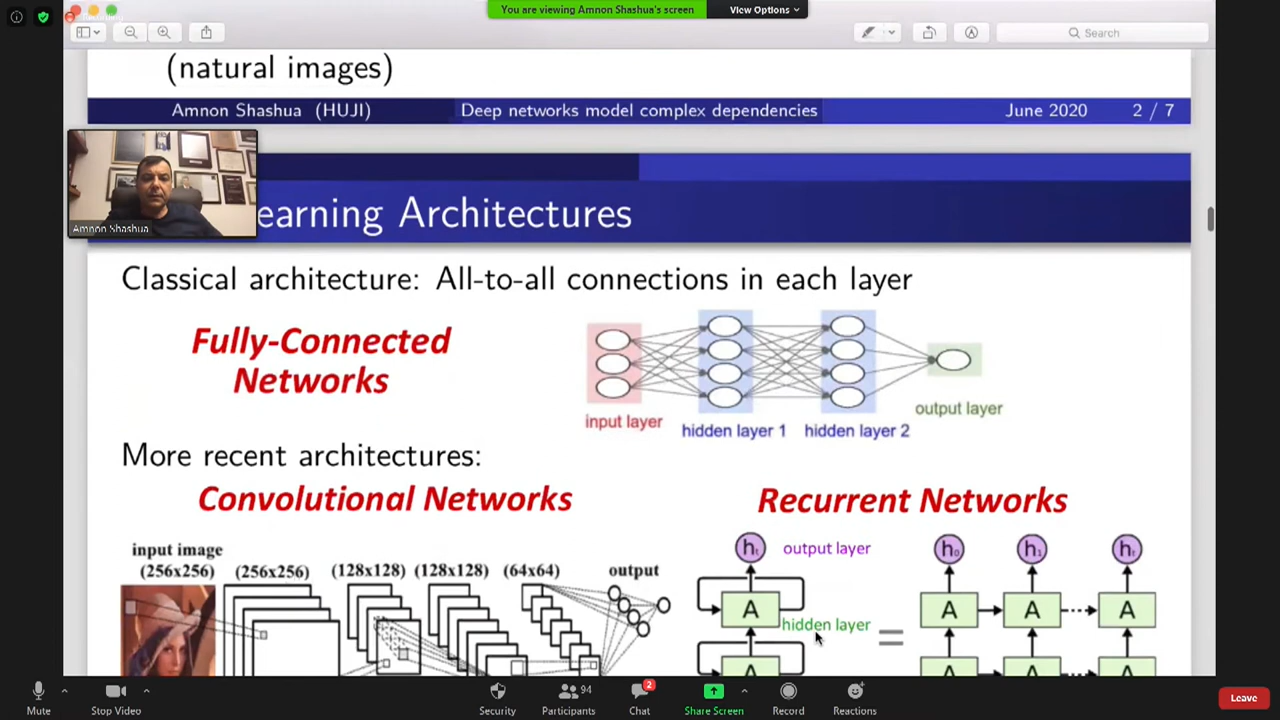 You are viewing Amnon Shashua's screen
View Options
Search
(natural images)
Amnon Shashua (HUJI)
Deep networks model complex dependencies
June 2020
2 / 7
Amnon Shashua
earning Architectures
Classical architecture: All-to-all connections in each layer
Fully-Connected
Networks
input layer
hidden layer 1
hidden layer 2
output layer
More recent architectures:
Convolutional Networks
Recurrent Networks
input image
(256x256)
(256x256)
(128x128)
(128x128)
(64x64)
output
hₜ
output layer
h₀
h₁
A
hidden layer
=
A
A
A
A
A
A
A
Mute
Stop Video
Security
94
Participants
2
Chat
Share Screen
Record
Reactions
Leave